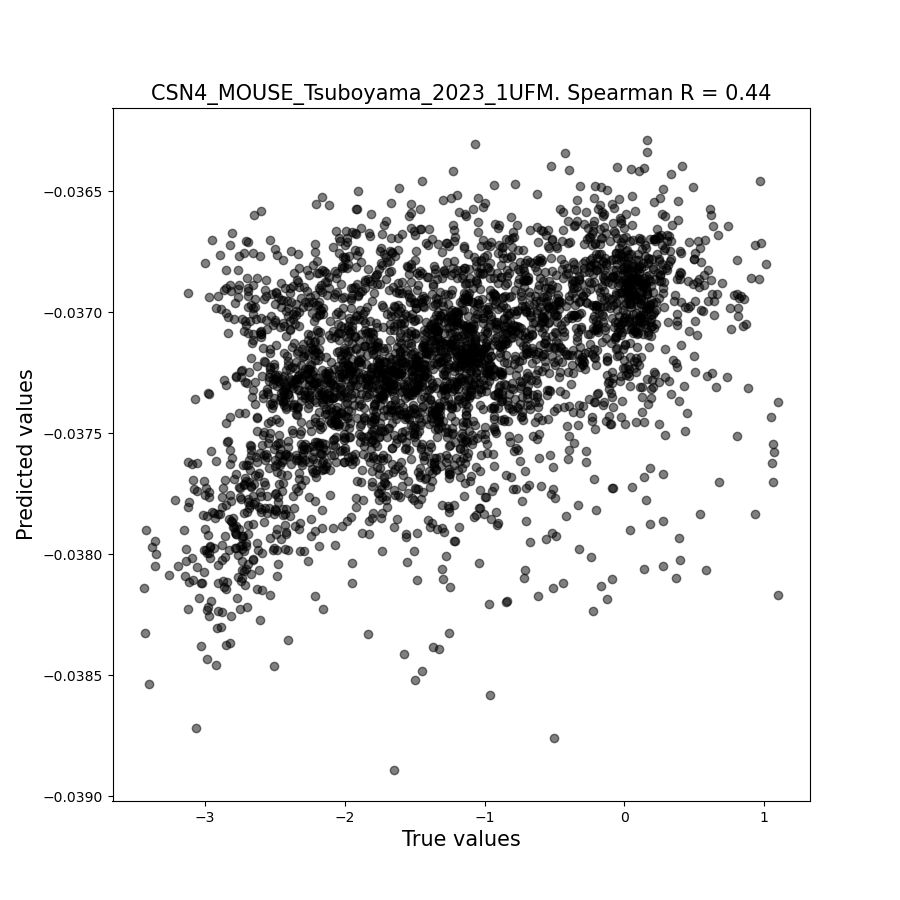 CSN4_MOUSE_Tsuboyama_2023_1UFM. Spearman R = 0.44
−0.0365
−0.0370
−0.0375
−0.0380
−0.0385
−0.0390
Predicted values
−3 −2 −1 0 1
True values